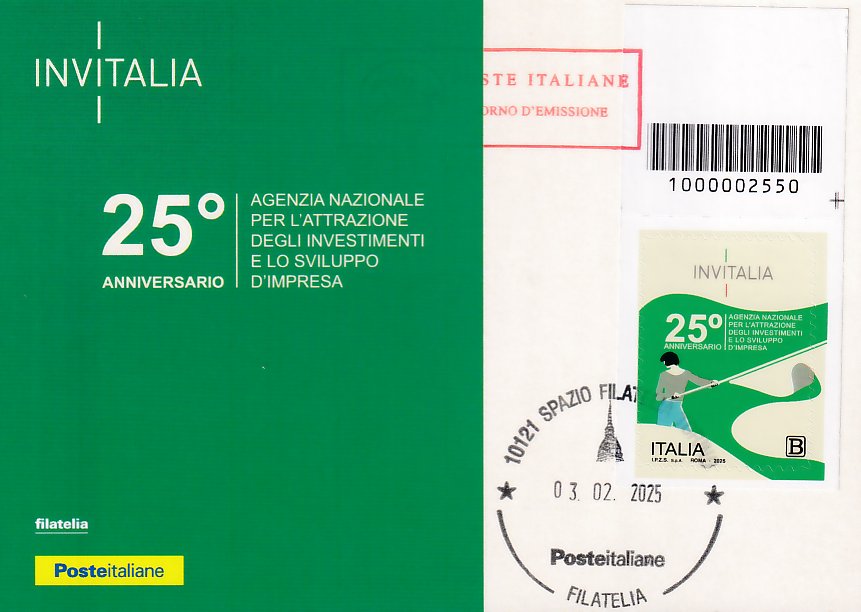 INVITALIA
25° ANNIVERSARIO
AGENZIA NAZIONALE
PER L'ATTRAZIONE
DEGLI INVESTIMENTI
E LO SVILUPPO
D'IMPRESA
filatelia
Posteitaliane
STE ITALIANE
ORNO D'EMISSIONE
1000002550
INVITALIA
25° ANNIVERSARIO
AGENZIA NAZIONALE
PER L'ATTRAZIONE
DEGLI INVESTIMENTI
E LO SVILUPPO
D'IMPRESA
ITALIA
B
I.P.Z.S. S.p.A. ROMA - 2025
10121 SPAZIO FILAT
03. 02. 2025
Posteitaliane
FILATELIA